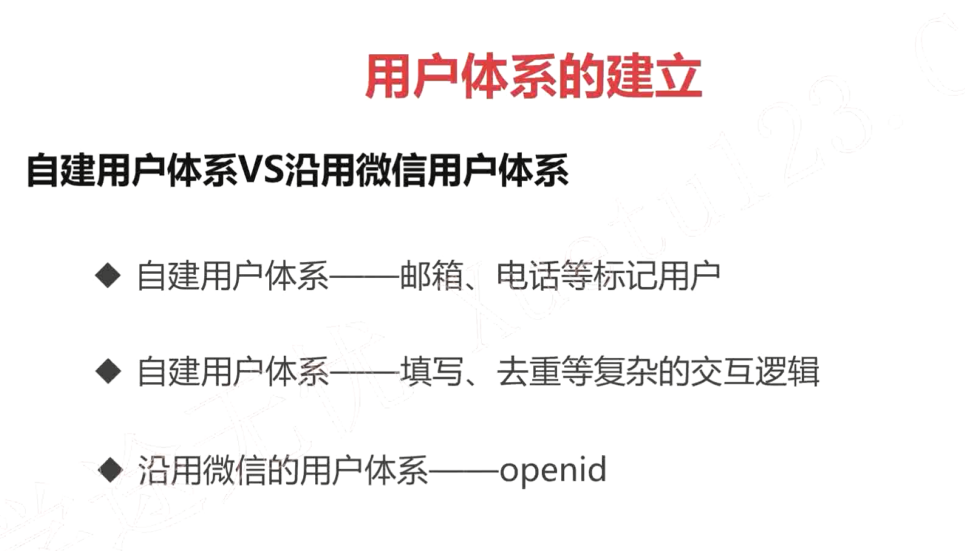 用户体系的建立
自建用户体系VS沿用微信用户体系
◆ 自建用户体系——邮箱、电话等标记用户
◆ 自建用户体系——填写、去重等复杂的交互逻辑
◆ 沿用微信的用户体系——openid